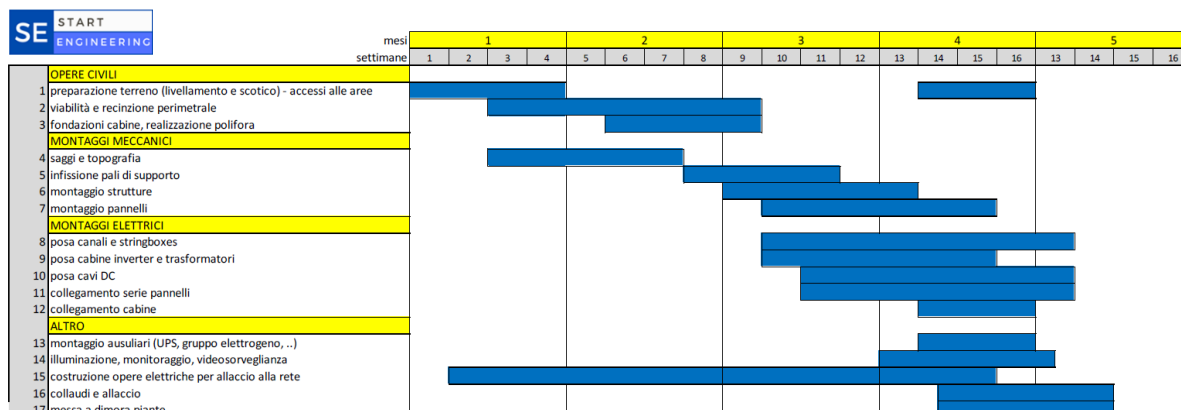 SE START
ENGINEERING
mesi 1 2 3 4 5
settimane 1 2 3 4 5 6 7 8 9 10 11 12 13 14 15 16 13 14 15 16
OPERE CIVILI
1 preparazione terreno (livellamento e scotico) - accessi alle aree
2 viabilità e recinzione perimetrale
3 fondazioni cabine, realizzazione polifora
MONTAGGI MECCANICI
4 saggi e topografia
5 infissione pali di supporto
6 montaggio strutture
7 montaggio pannelli
MONTAGGI ELETTRICI
8 posa canali e stringboxes
9 posa cabine inverter e trasformatori
10 posa cavi DC
11 collegamento serie pannelli
12 collegamento cabine
ALTRO
13 montaggio ausuliari (UPS, gruppo elettrogeno, ..)
14 illuminazione, monitoraggio, videosorveglianza
15 costruzione opere elettriche per allaccio alla rete
16 collaudi e allaccio
17 messa a dimora piante